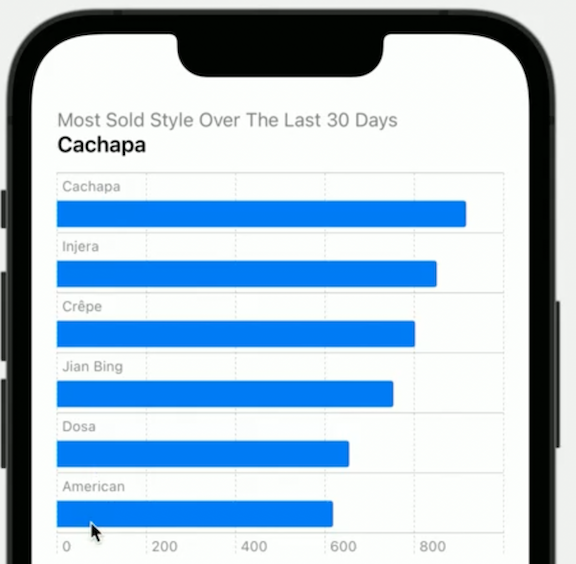 Most Sold Style Over The Last 30 Days
Cachapa
Cachapa
Injera
Crêpe
Jian Bing
Dosa
American
0 200 400 600 800